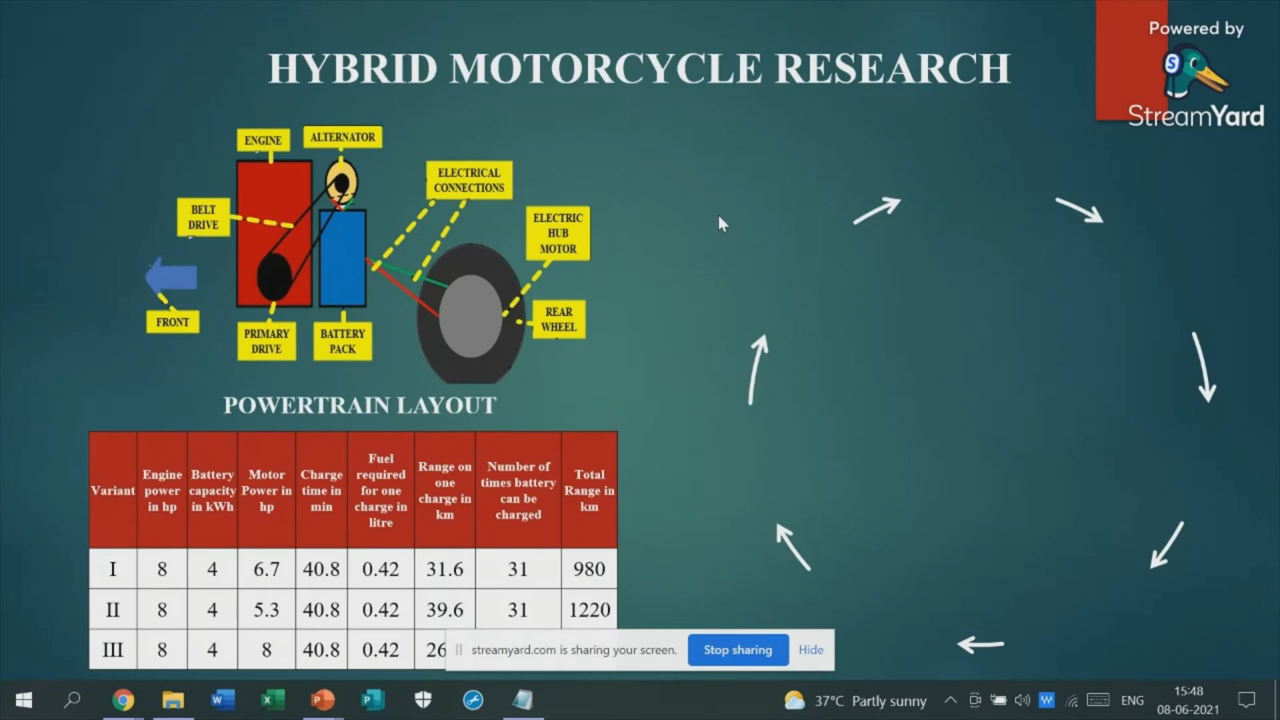 HYBRID MOTORCYCLE RESEARCH
Powered by
S
StreamYard
ENGINE
ALTERNATOR
ELECTRICAL
CONNECTIONS
BELT
DRIVE
ELECTRIC
HUB
MOTOR
FRONT
PRIMARY
DRIVE
BATTERY
PACK
REAR
WHEEL
POWERTRAIN LAYOUT
Variant
Engine
power
in hp
Battery
capacity
in kWh
Motor
Power in
hp
Charge
time in
min
Fuel
required
for one
charge in
litre
Range on
one
charge in
km
Number of
times battery
can be
charged
Total
Range in
km
I 8 4 6.7 40.8 0.42 31.6 31 980
II 8 4 5.3 40.8 0.42 39.6 31 1220
III 8 4 8 40.8 0.42 26
streamyard.com is sharing your screen. Stop sharing Hide
37°C Partly sunny ENG 15:48
08-06-2021